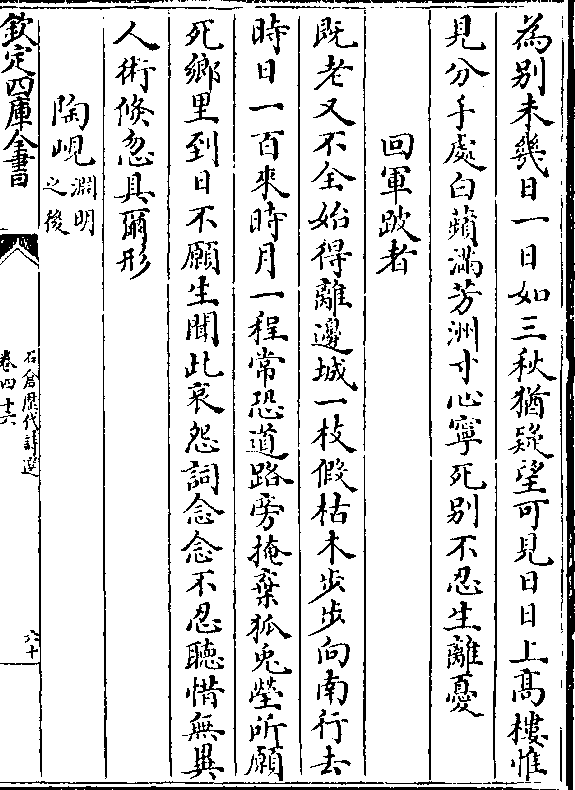 為别未幾日一日如三秋猶疑望可見日日上髙樓惟
見分手處白蘋滿芳洲寸心寧死别不忍生離憂
回軍跛者
既老又不全始得離邊城一枝假枯木步步向南行去
時日一百來時月一程常恐道路旁掩棄狐兎塋所願
死鄉里到日不願生聞此哀怨詞念念不忍聽惜無異
人術倐忽具爾形
陶峴淵明之後
欽定四庫全書
石倉歷代詩選
卷四十六
六十